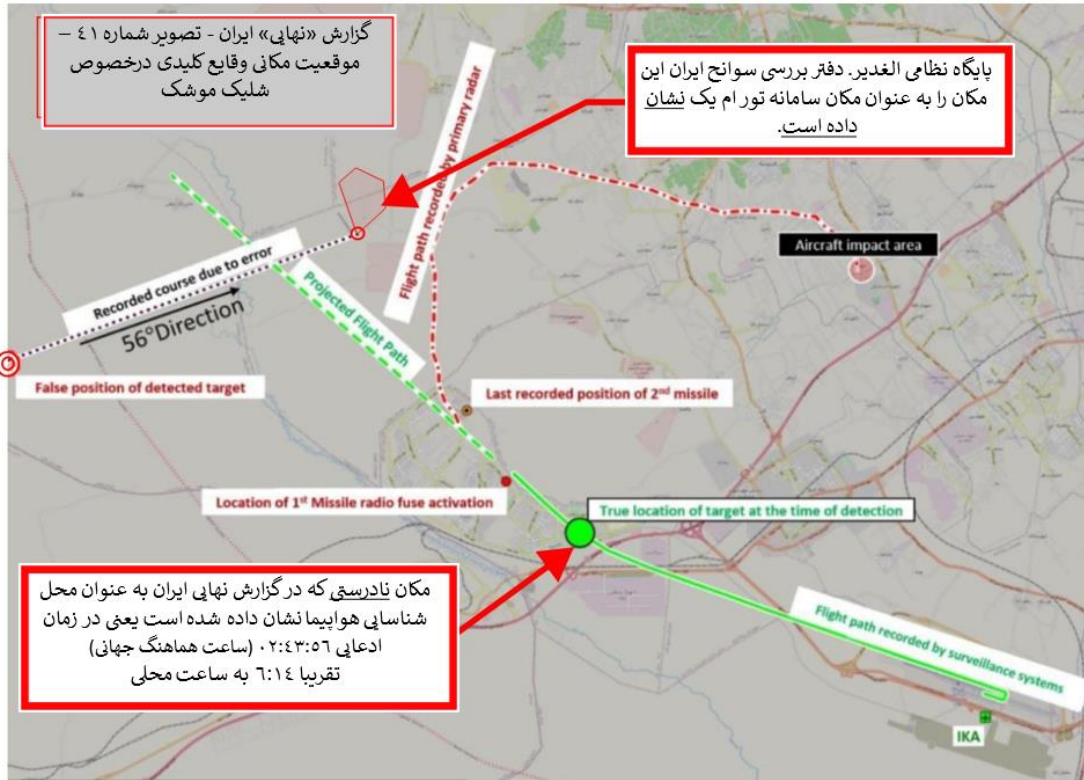 گزارش «نهایی» ایران - تصویر شماره ٤١ –
موقعیت مکانی وقایع کلیدی درخصوص
شلیک موشک
پایگاه نظامی الغدیر. دفتر بررسی سوانح ایران این
مکان را به عنوان مکان سامانه تور ام یک نشان
داده است.
Flight path recorded by primary radar
Aircraft impact area
Recorded course due to error
56°Direction
Projected Flight Path
False position of detected target
Last recorded position of 2nd missile
Location of 1st Missile radio fuse activation
True location of target at the time of detection
مکان نادرستی که در گزارش نهایی ایران به عنوان محل
شناسایی هواپیما نشان داده شده است یعنی در زمان
ادعایی ٠٢:٤٣:٥٦ (ساعت هماهنگ جهانی)
تقریبا ٦:١٤ به ساعت محلی
Flight path recorded by surveillance systems
IKA